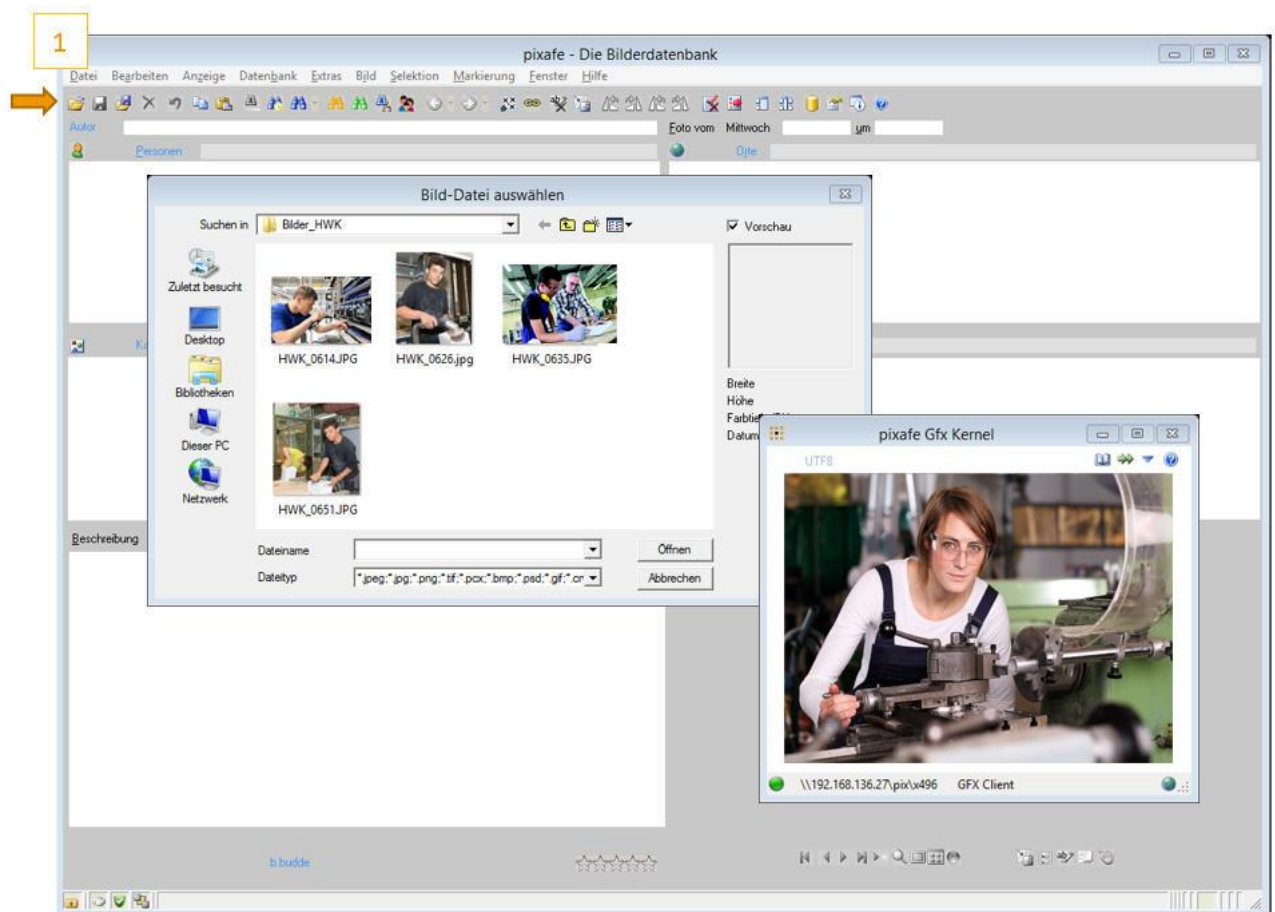 1
pixafe - Die Bilderdatenbank
Datei Bearbeiten Anzeige Datenbank Extras Bild Selektion Markierung Fenster Hilfe
Autor
Foto vom Mittwoch um
Personen
Orte
Bild-Datei auswählen
Suchen in Bilder_HWK
Vorschau
Zuletzt besucht
Desktop
Bibliotheken
Dieser PC
Netzwerk
HWK_0614.JPG HWK_0626.jpg HWK_0635.JPG
HWK_0651.JPG
Breite
Höhe
Datum
Dateiname
Öffnen
Dateityp *.jpeg;*.jpg;*.png;*.tif;*.pcx;*.bmp;*.psd;*.gif;*.cr
Abbrechen
Beschreibung
pixafe Gfx Kernel
UTF8
\\192.168.136.27\pix\x496 GFX Client
b.budde